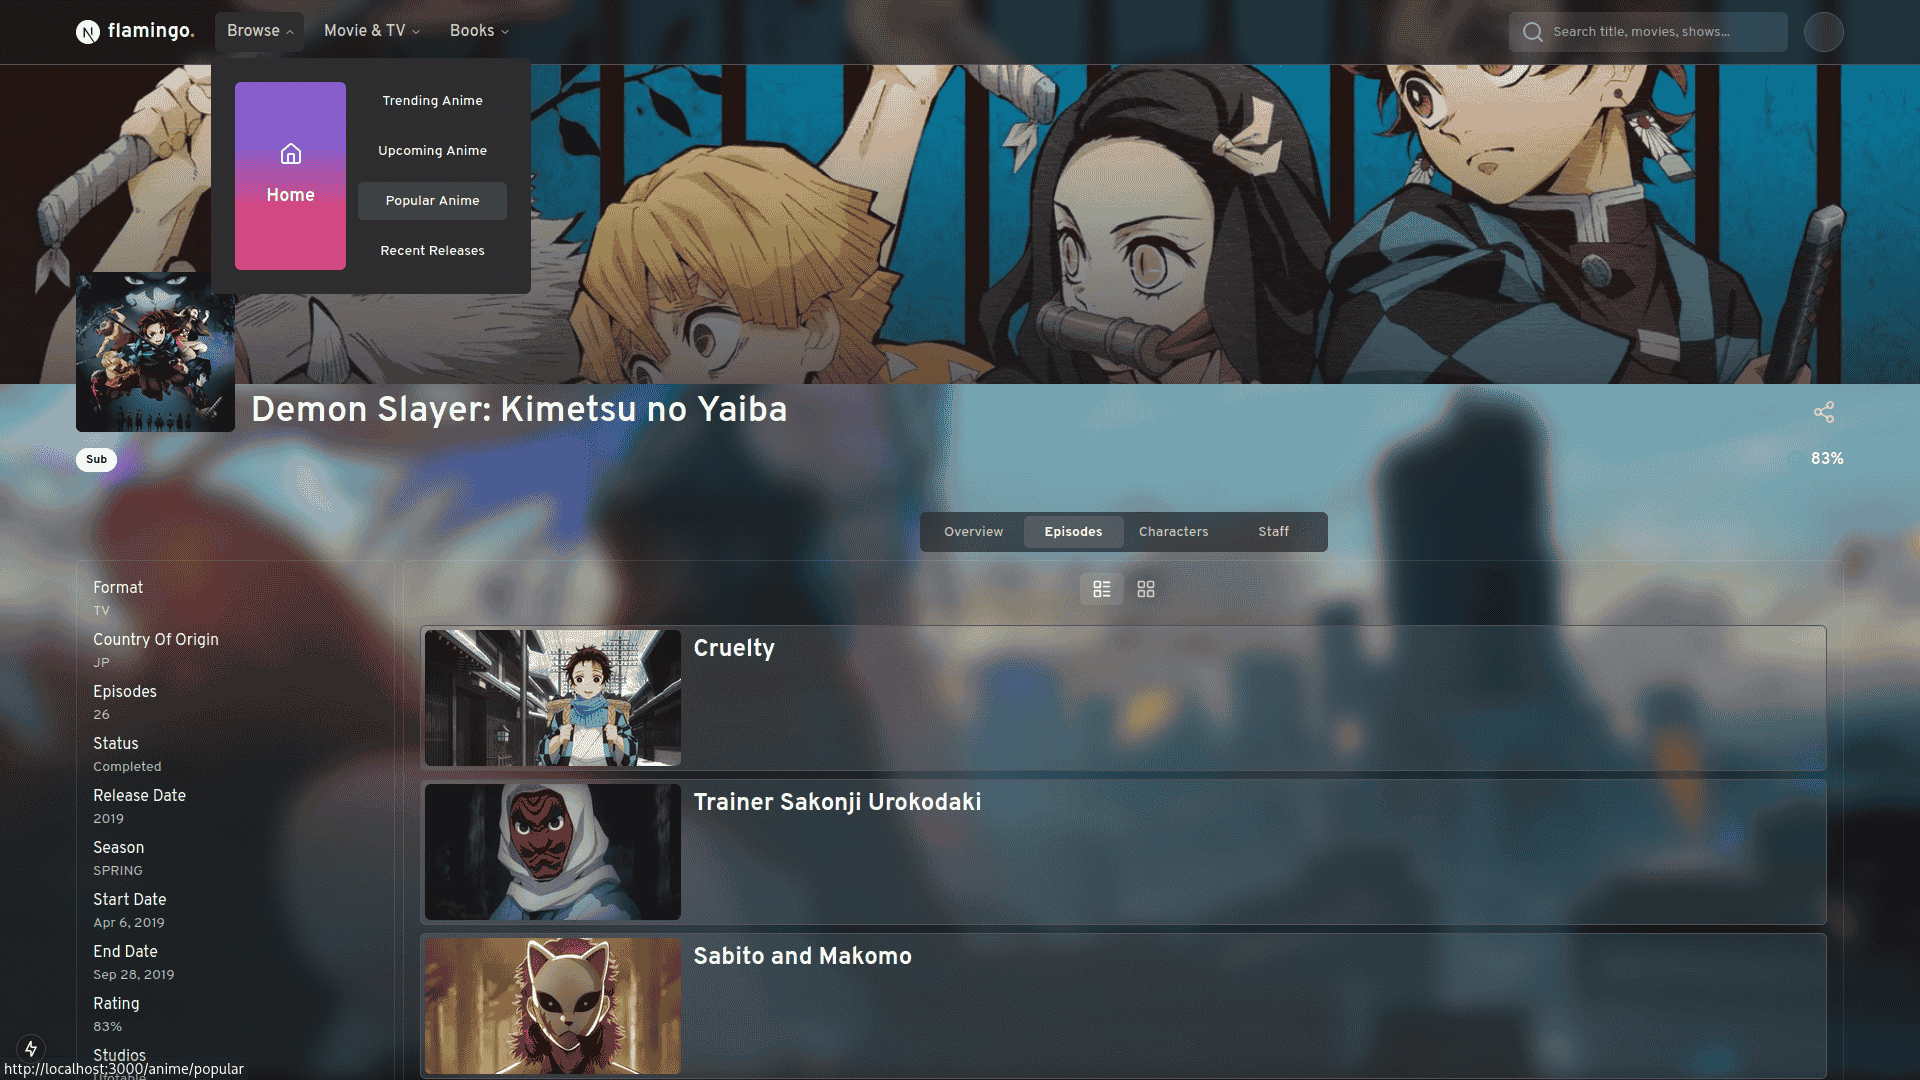 N flamingo.
Browse
Movie & TV
Books
Search title, movies, shows...
Home
Trending Anime
Upcoming Anime
Popular Anime
Recent Releases
Demon Slayer: Kimetsu no Yaiba
Sub
83%
Overview
Episodes
Characters
Staff
Format
TV
Country Of Origin
JP
Episodes
26
Status
Completed
Release Date
2019
Season
SPRING
Start Date
Apr 6, 2019
End Date
Sep 28, 2019
Rating
83%
Studios
Ufotable
Cruelty
Trainer Sakonji Urokodaki
Sabito and Makomo
http://localhost:3000/anime/popular